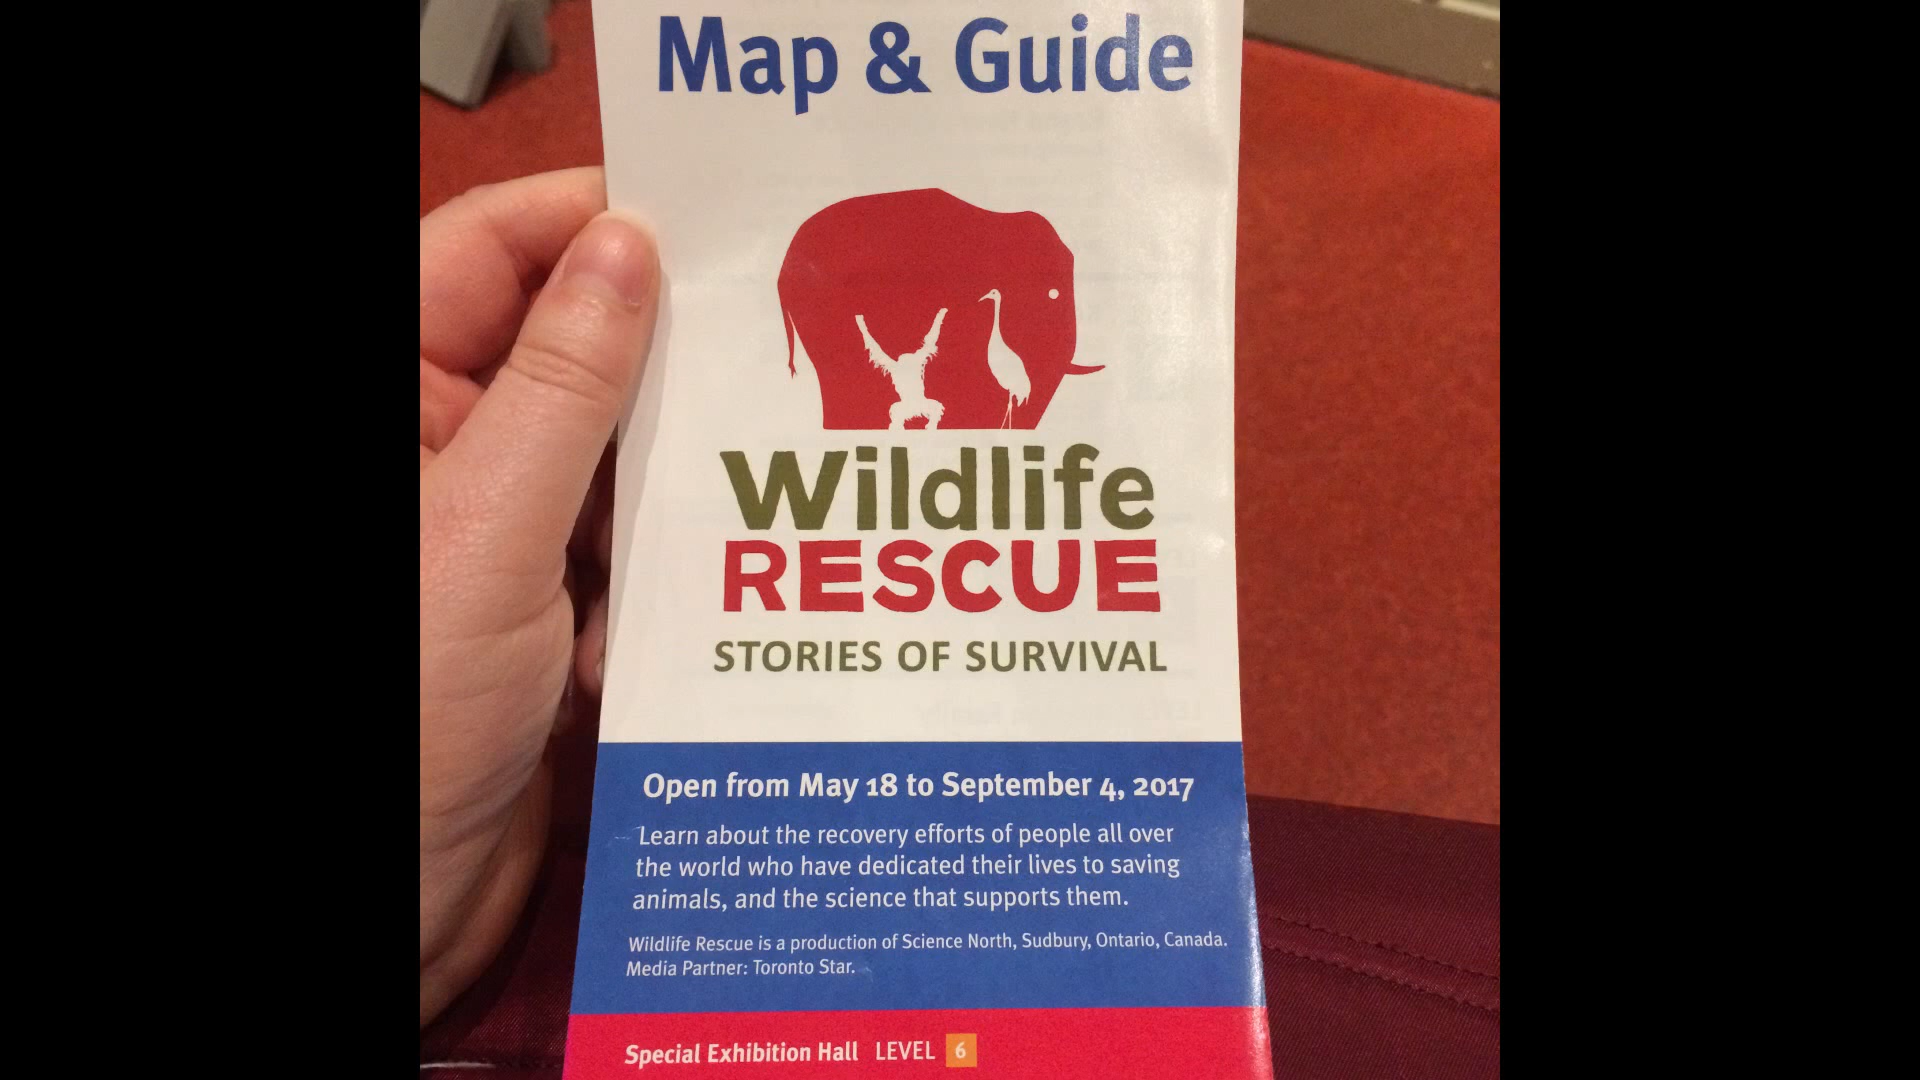 Map & Guide
Wildlife
RESCUE
STORIES OF SURVIVAL
Open from May 18 to September 4, 2017
Learn about the recovery efforts of people all over
the world who have dedicated their lives to saving
animals, and the science that supports them.
Wildlife Rescue is a production of Science North, Sudbury, Ontario, Canada.
Media Partner: Toronto Star.
Special Exhibition Hall LEVEL 6